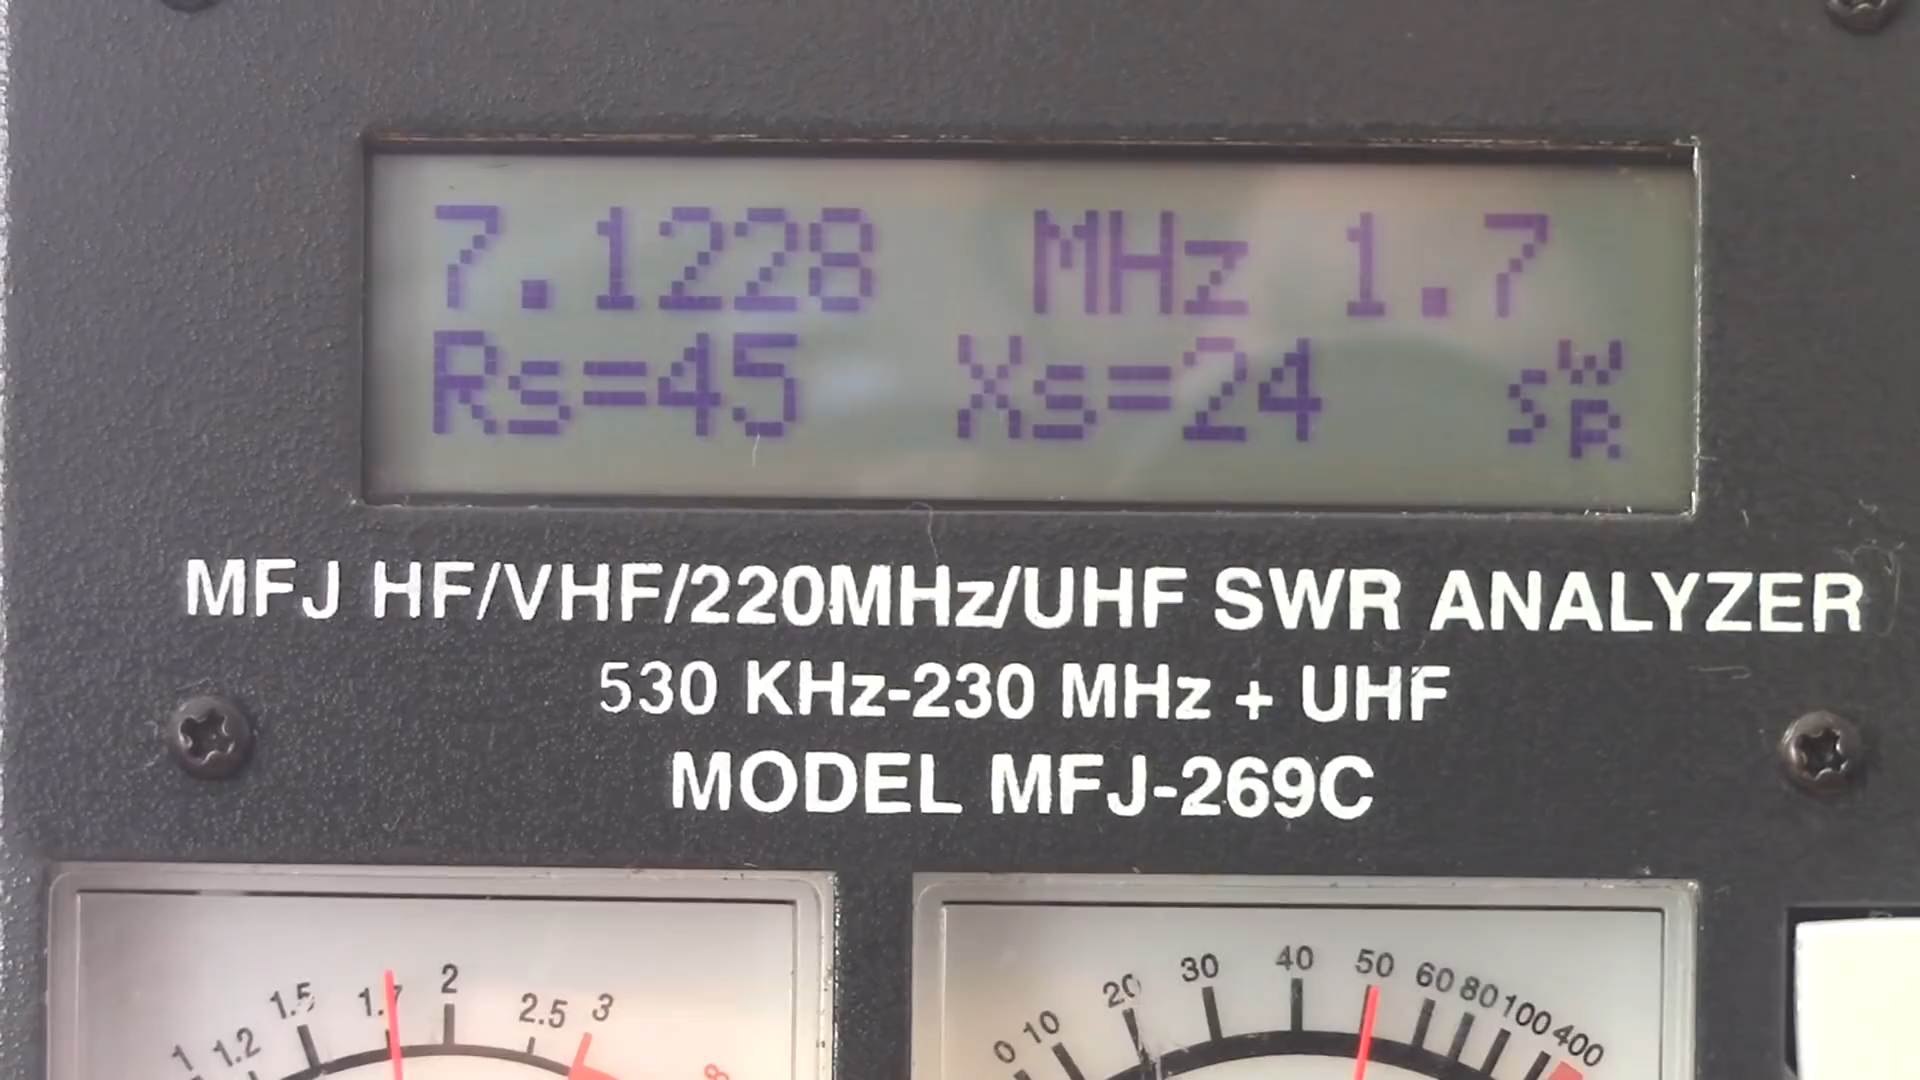 7.1228 MHz 1.7
Rs=45 Xs=24 SWR
MFJ HF/VHF/220MHz/UHF SWR ANALYZER
530 KHz-230 MHz + UHF
MODEL MFJ-269C
1 1.2 1.5 1.7 2 2.5 3 8
0 10 20 30 40 50 60 80 100 400